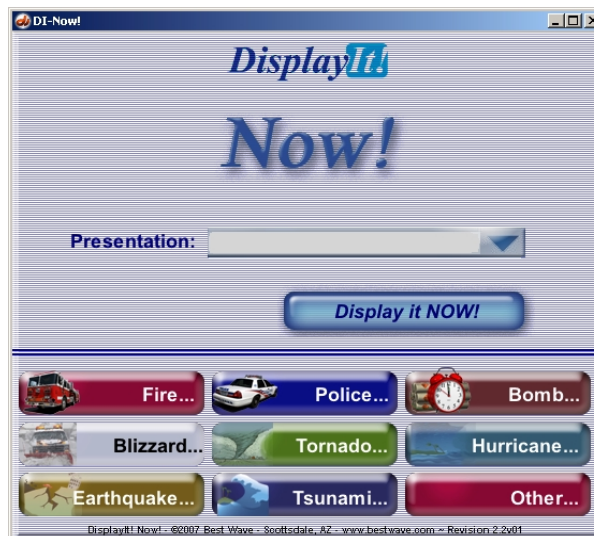 DI-Now!
DisplayIt!
Now!
Presentation:
Display it NOW!
Fire... Police... Bomb...
Blizzard... Tornado... Hurricane...
Earthquake... Tsunami... Other...
DisplayIt! Now! - ©2007 Best Wave - Scottsdale, AZ - www.bestwave.com ~ Revision 2.2v01